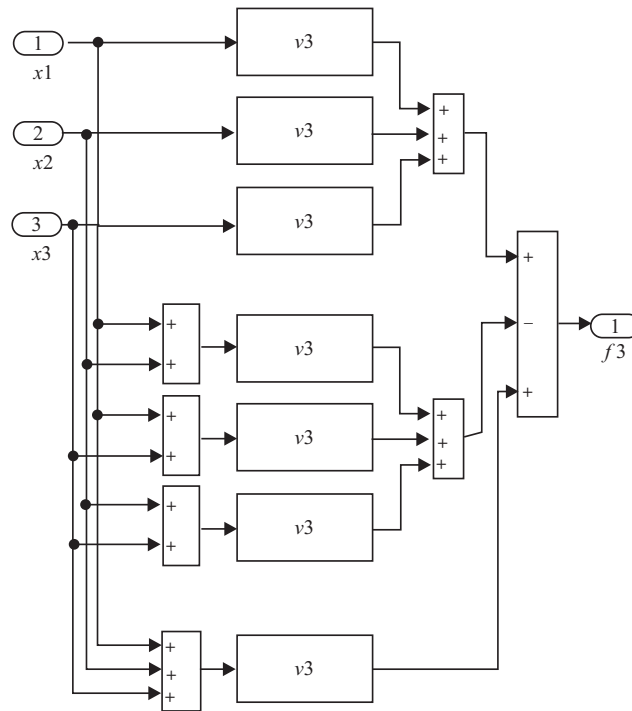 1
x1
v3
2
x2
v3
+
+
+
3
x3
v3
+
−
+
1
f3
+
+
v3
+
+
v3
+
+
+
+
+
v3
+
+
+
v3